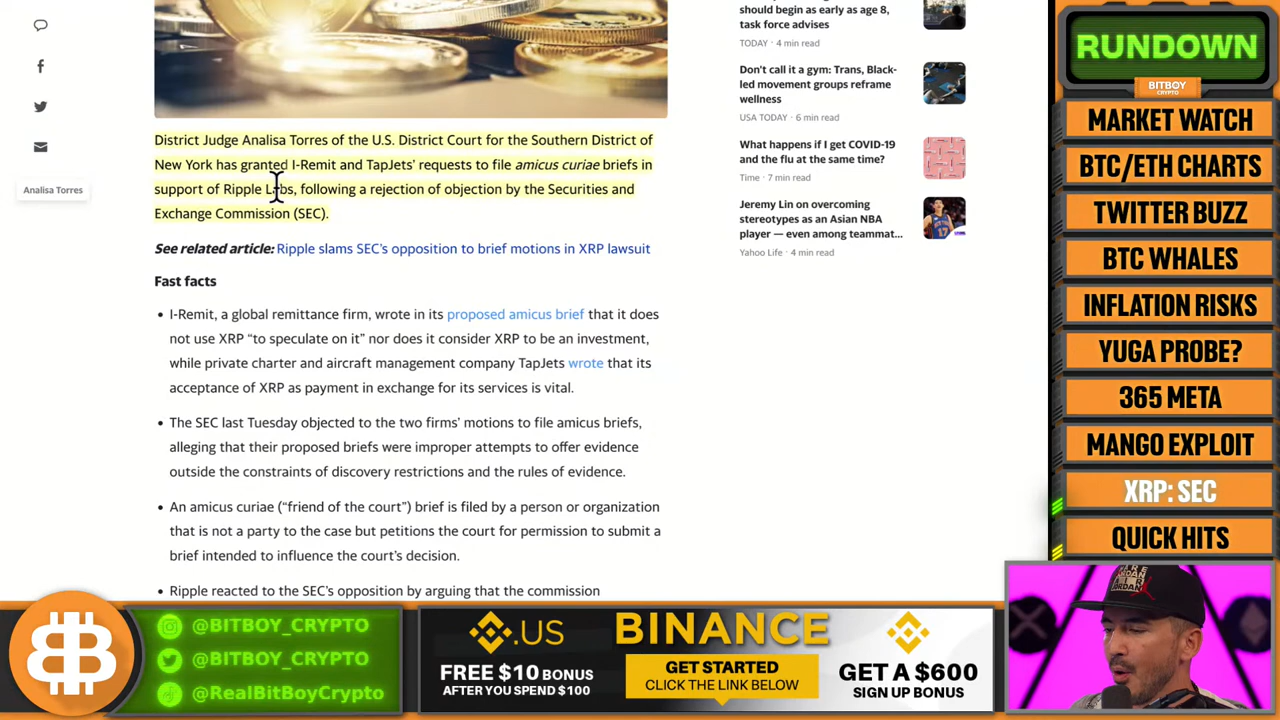 should begin as early as age 8,
task force advises
TODAY · 4 min read
Don't call it a gym: Trans, Black-
led movement groups reframe
wellness
USA TODAY · 6 min read
What happens if I get COVID-19
and the flu at the same time?
Time · 7 min read
Jeremy Lin on overcoming
stereotypes as an Asian NBA
player — even among teammat...
Yahoo Life · 4 min read
Analisa Torres
District Judge Analisa Torres of the U.S. District Court for the Southern District of
New York has granted I-Remit and TapJets' requests to file amicus curiae briefs in
support of Ripple Labs, following a rejection of objection by the Securities and
Exchange Commission (SEC).
See related article: Ripple slams SEC's opposition to brief motions in XRP lawsuit
Fast facts
• I-Remit, a global remittance firm, wrote in its proposed amicus brief that it does
not use XRP “to speculate on it” nor does it consider XRP to be an investment,
while private charter and aircraft management company TapJets wrote that its
acceptance of XRP as payment in exchange for its services is vital.
• The SEC last Tuesday objected to the two firms' motions to file amicus briefs,
alleging that their proposed briefs were improper attempts to offer evidence
outside the constraints of discovery restrictions and the rules of evidence.
• An amicus curiae (“friend of the court”) brief is filed by a person or organization
that is not a party to the case but petitions the court for permission to submit a
brief intended to influence the court's decision.
• Ripple reacted to the SEC's opposition by arguing that the commission
RUNDOWN
BITBOY
CRYPTO
MARKET WATCH
BTC/ETH CHARTS
TWITTER BUZZ
BTC WHALES
INFLATION RISKS
YUGA PROBE?
365 META
MANGO EXPLOIT
XRP: SEC
QUICK HITS
@BITBOY_CRYPTO
@BITBOY_CRYPTO
@RealBitBoyCrypto
.US
FREE $10 BONUS
AFTER YOU SPEND $100
BINANCE
GET STARTED
CLICK THE LINK BELOW
GET A $600
SIGN UP BONUS